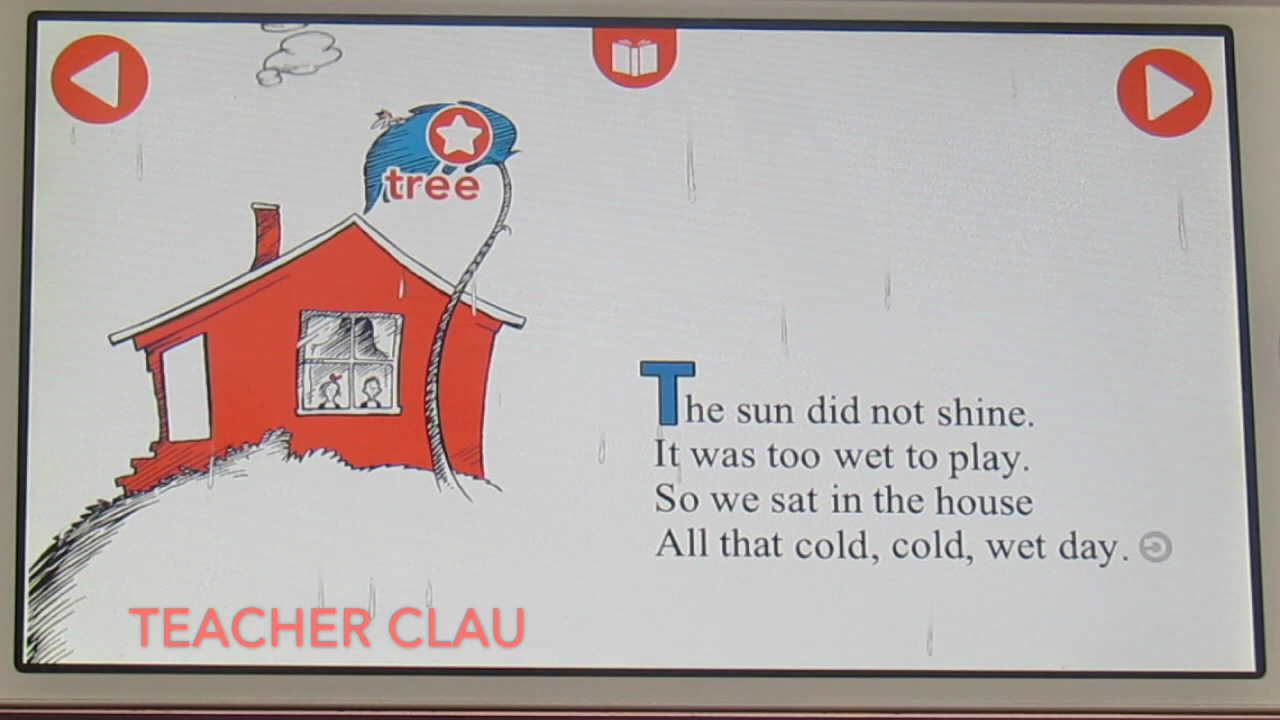 tree
The sun did not shine.
It was too wet to play.
So we sat in the house
All that cold, cold, wet day.
TEACHER CLAU